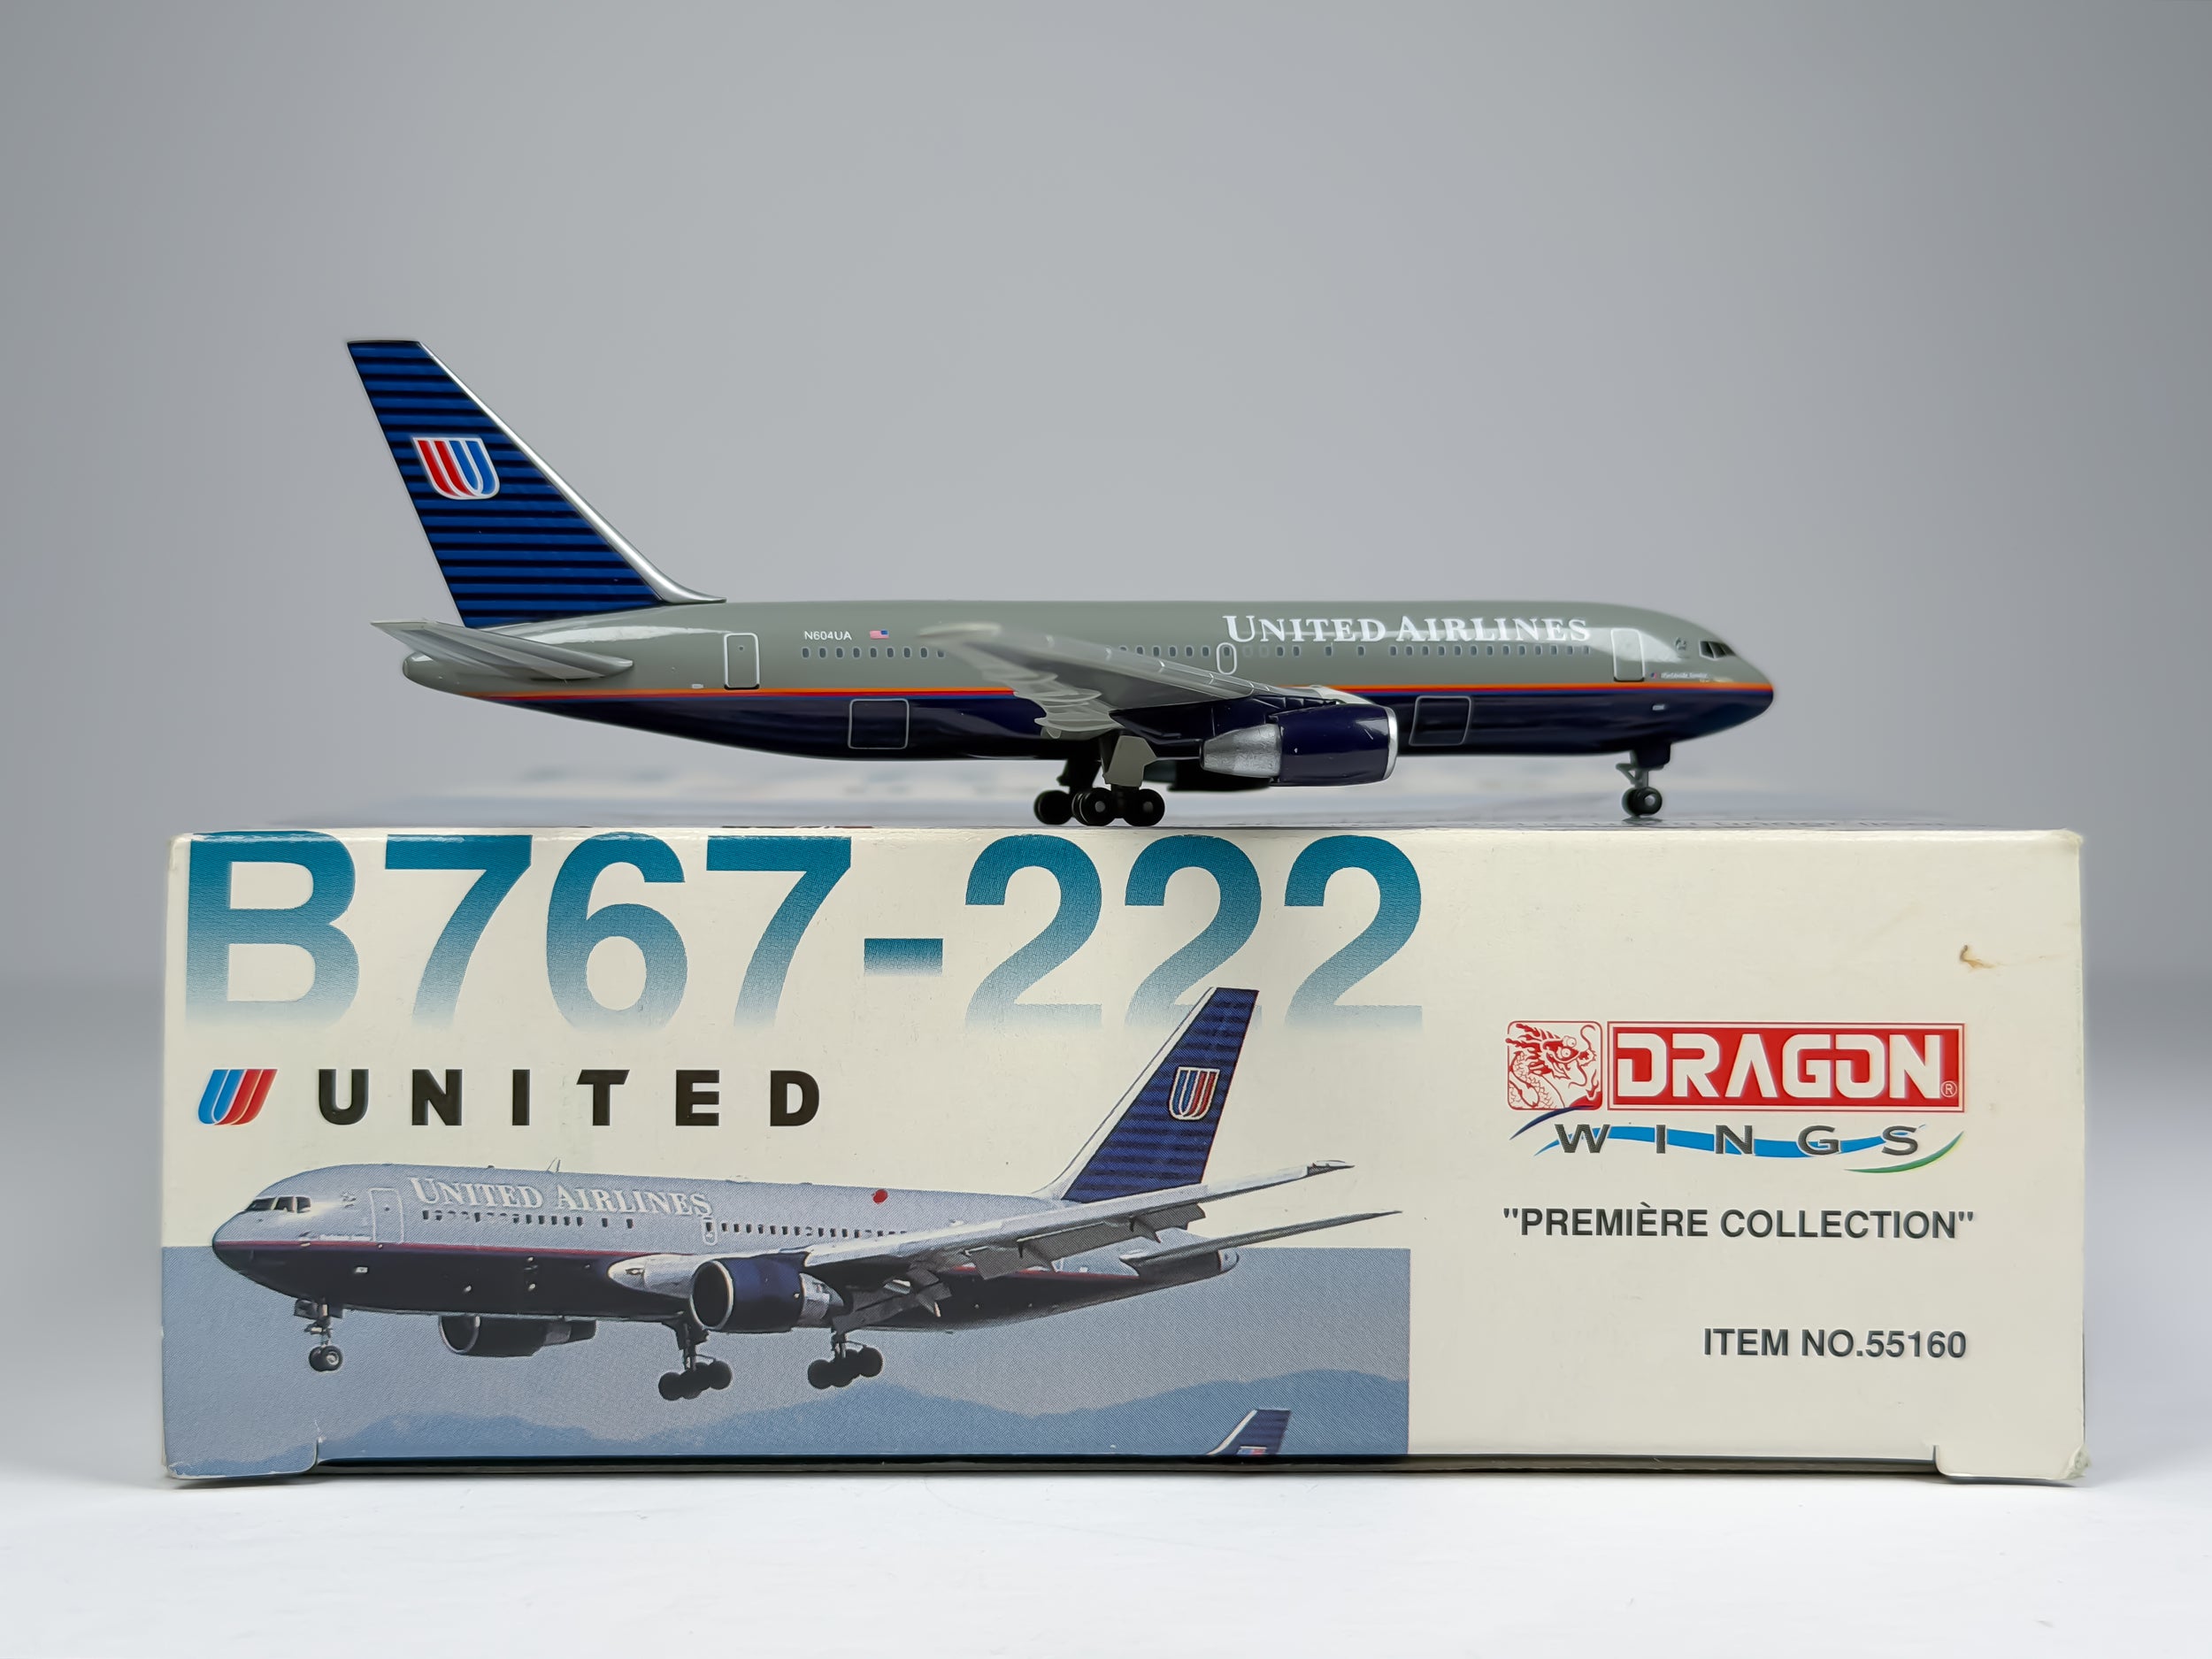 N604UA
UNITED AIRLINES
B767-222
UNITED
UNITED AIRLINES
DRAGON®
WINGS
"PREMIÈRE COLLECTION"
ITEM NO.55160